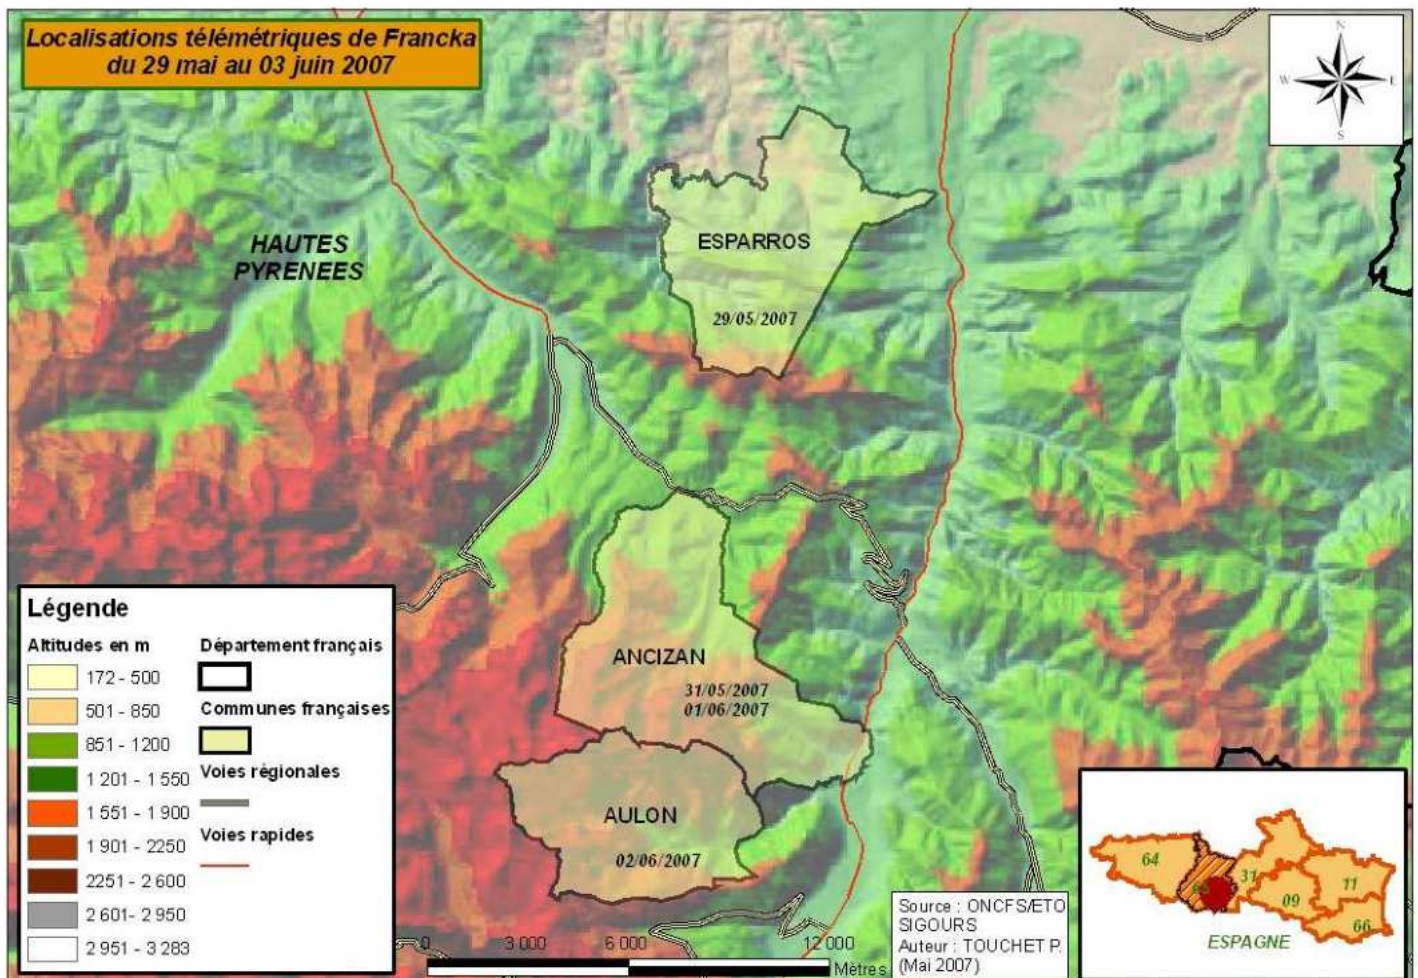 Localisations télémétriques de Francka
du 29 mai au 03 juin 2007
N
W E
S
HAUTES
PYRENEES
ESPARROS
29/05/2007
ANCIZAN
31/05/2007
01/06/2007
AULON
02/06/2007
Légende
Altitudes en m
172 - 500
501 - 850
851 - 1200
1 201 - 1 550
1 551 - 1 900
1 901 - 2250
2251 - 2 600
2 601 - 2 950
2 951 - 3 283
Département français
Communes françaises
Voies régionales
Voies rapides
0 3 000 6 000 12 000
Mètres
Source : ONCFS/ETO
SIGOURS
Auteur : TOUCHET P.
(Mai 2007)
64
65
31
09
11
66
ESPAGNE